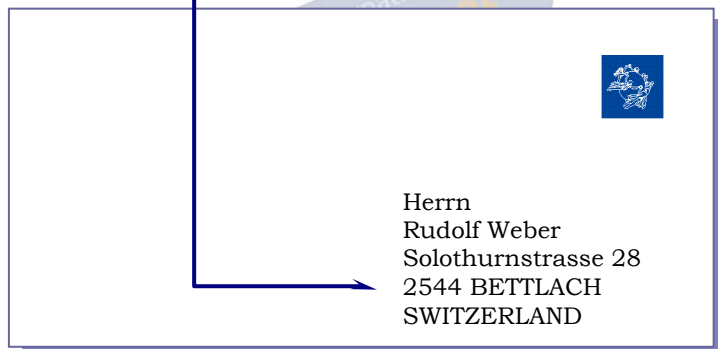 Herrn
Rudolf Weber
Solothurnstrasse 28
2544 BETTLACH
SWITZERLAND